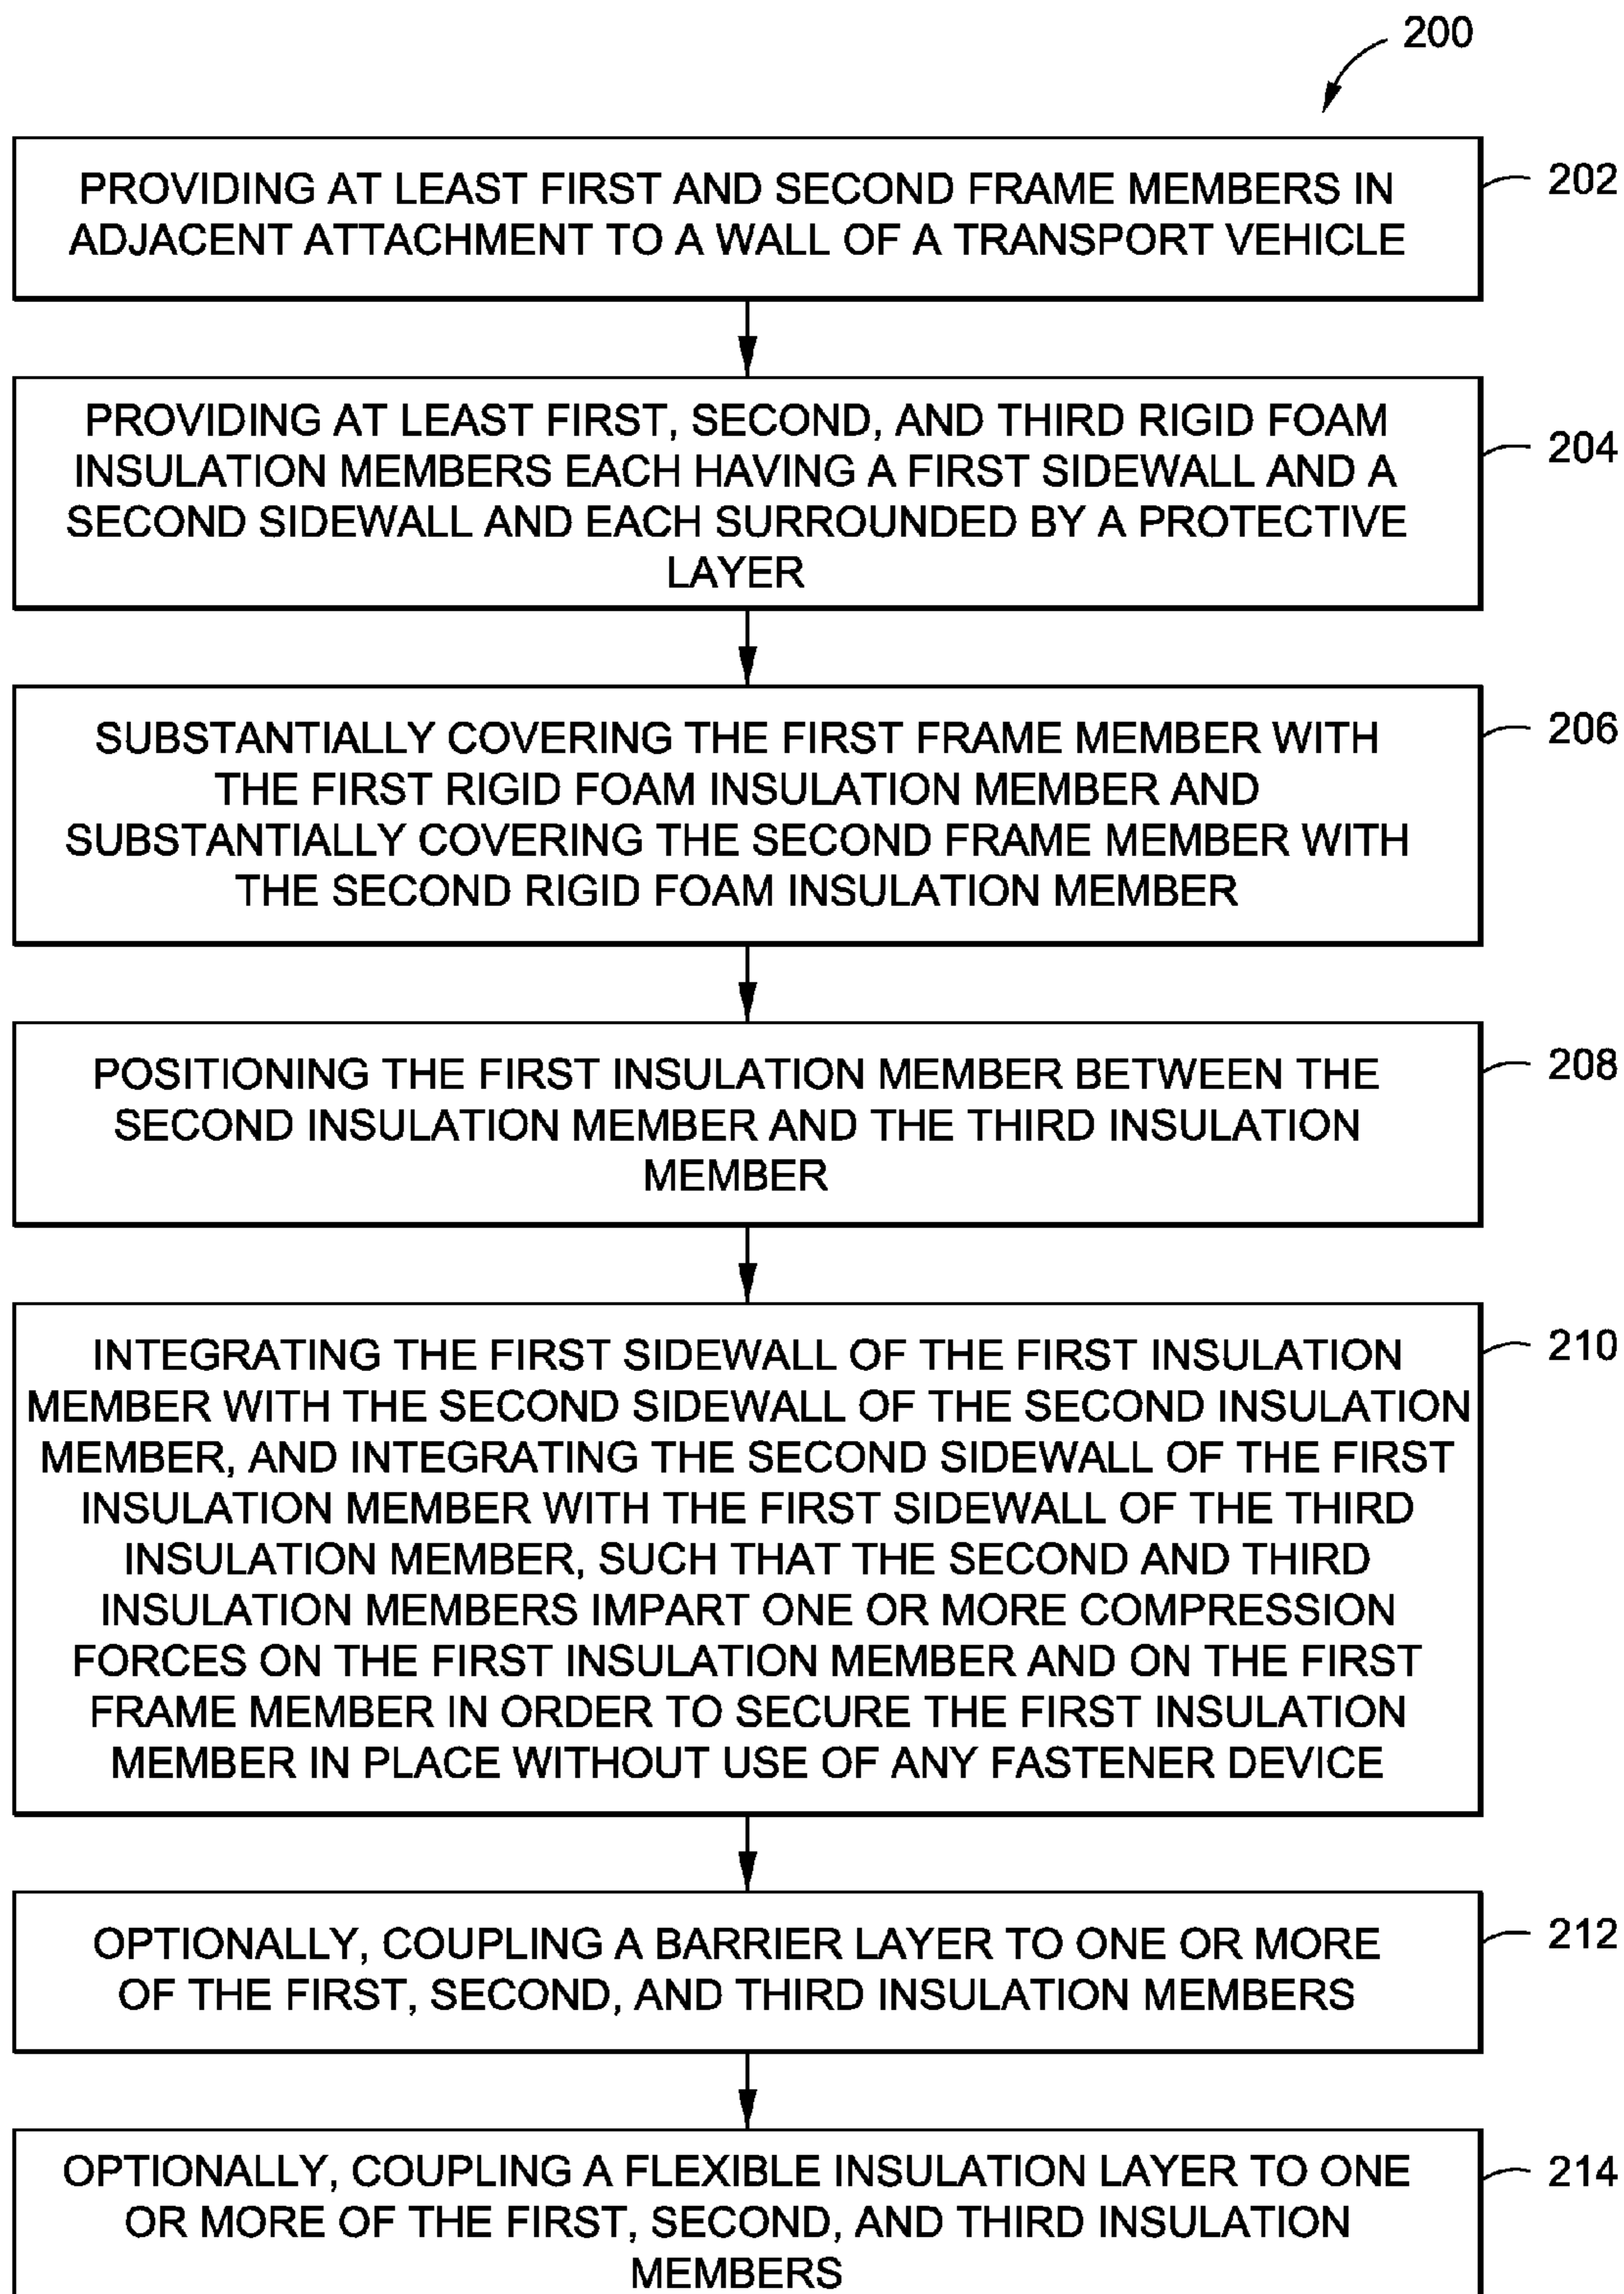 200
PROVIDING AT LEAST FIRST AND SECOND FRAME MEMBERS IN
ADJACENT ATTACHMENT TO A WALL OF A TRANSPORT VEHICLE
202
PROVIDING AT LEAST FIRST, SECOND, AND THIRD RIGID FOAM
INSULATION MEMBERS EACH HAVING A FIRST SIDEWALL AND A
SECOND SIDEWALL AND EACH SURROUNDED BY A PROTECTIVE
LAYER
204
SUBSTANTIALLY COVERING THE FIRST FRAME MEMBER WITH
THE FIRST RIGID FOAM INSULATION MEMBER AND
SUBSTANTIALLY COVERING THE SECOND FRAME MEMBER WITH
THE SECOND RIGID FOAM INSULATION MEMBER
206
POSITIONING THE FIRST INSULATION MEMBER BETWEEN THE
SECOND INSULATION MEMBER AND THE THIRD INSULATION
MEMBER
208
INTEGRATING THE FIRST SIDEWALL OF THE FIRST INSULATION
MEMBER WITH THE SECOND SIDEWALL OF THE SECOND INSULATION
MEMBER, AND INTEGRATING THE SECOND SIDEWALL OF THE FIRST
INSULATION MEMBER WITH THE FIRST SIDEWALL OF THE THIRD
INSULATION MEMBER, SUCH THAT THE SECOND AND THIRD
INSULATION MEMBERS IMPART ONE OR MORE COMPRESSION
FORCES ON THE FIRST INSULATION MEMBER AND ON THE FIRST
FRAME MEMBER IN ORDER TO SECURE THE FIRST INSULATION
MEMBER IN PLACE WITHOUT USE OF ANY FASTENER DEVICE
210
OPTIONALLY, COUPLING A BARRIER LAYER TO ONE OR MORE
OF THE FIRST, SECOND, AND THIRD INSULATION MEMBERS
212
OPTIONALLY, COUPLING A FLEXIBLE INSULATION LAYER TO ONE
OR MORE OF THE FIRST, SECOND, AND THIRD INSULATION
MEMBERS
214